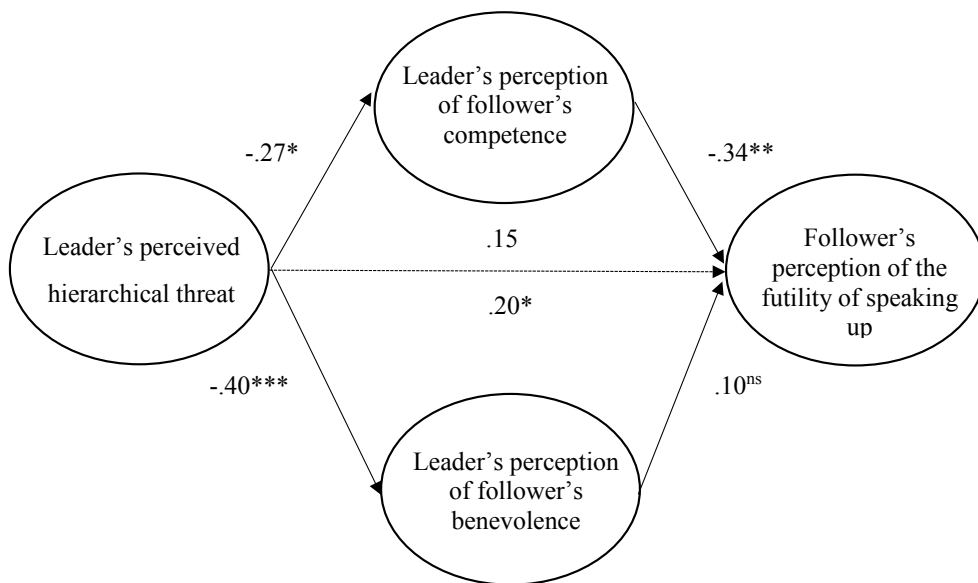 Leader’s perception
of follower’s
competence
-.27*
-.34**
Leader’s perceived
hierarchical threat
.15
.20*
Follower’s
perception of the
futility of speaking
up
-.40***
.10ns
Leader’s perception
of follower’s
benevolence